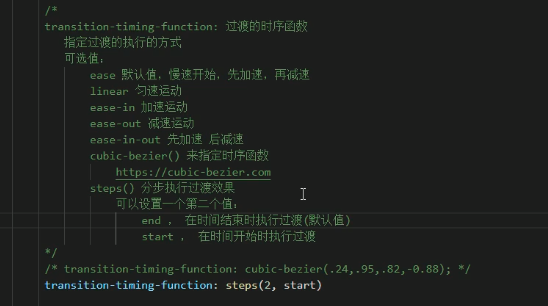 /*
transition-timing-function: 过渡的时序函数
指定过渡的执行的方式
可选值：
ease 默认值，慢速开始，先加速，再减速
linear 匀速运动
ease-in 加速运动
ease-out 减速运动
ease-in-out 先加速 后减速
cubic-bezier() 来指定时序函数
https://cubic-bezier.com
steps() 分步执行过渡效果
可以设置一个第二个值：
end ， 在时间结束时执行过渡(默认值)
start ， 在时间开始时执行过渡
*/
/* transition-timing-function: cubic-bezier(.24,.95,.82,-0.88); */
transition-timing-function: steps(2, start)